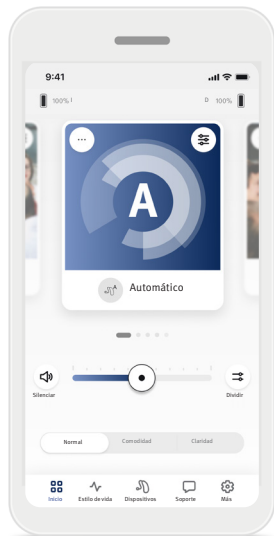 9:41
100% I
D 100%
A
A
Automático
Silenciar
Dividir
Normal Comodidad Claridad
Inicio Estilo de vida Dispositivos Soporte Más